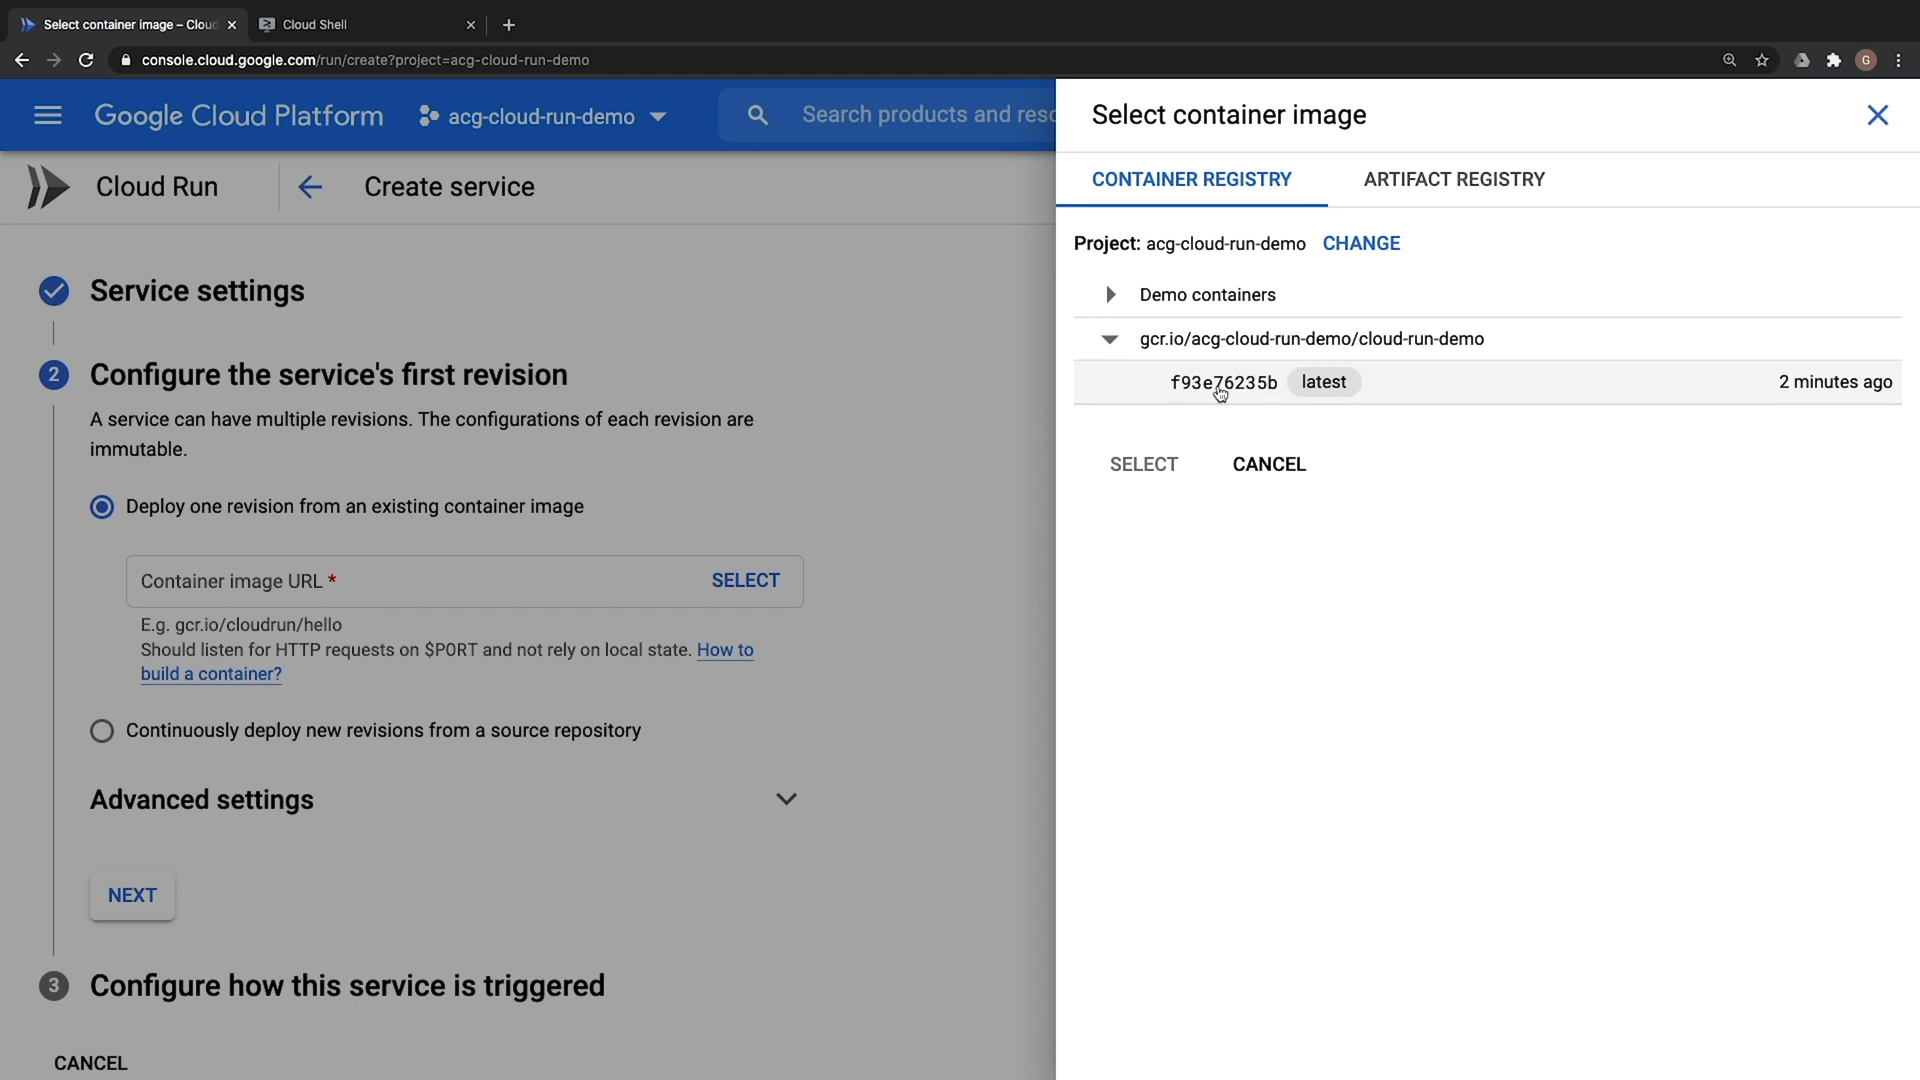 Select container image – Cloud
Cloud Shell
console.cloud.google.com/run/create?project=acg-cloud-run-demo
G
Google Cloud Platform
acg-cloud-run-demo
Search products and reso
Cloud Run
Create service
Service settings
2
Configure the service's first revision
A service can have multiple revisions. The configurations of each revision are
immutable.
Deploy one revision from an existing container image
Container image URL *
SELECT
E.g. gcr.io/cloudrun/hello
Should listen for HTTP requests on $PORT and not rely on local state. How to
build a container?
Continuously deploy new revisions from a source repository
Advanced settings
NEXT
3
Configure how this service is triggered
CANCEL
Select container image
CONTAINER REGISTRY
ARTIFACT REGISTRY
Project: acg-cloud-run-demo CHANGE
Demo containers
gcr.io/acg-cloud-run-demo/cloud-run-demo
f93e76235b latest 2 minutes ago
SELECT
CANCEL